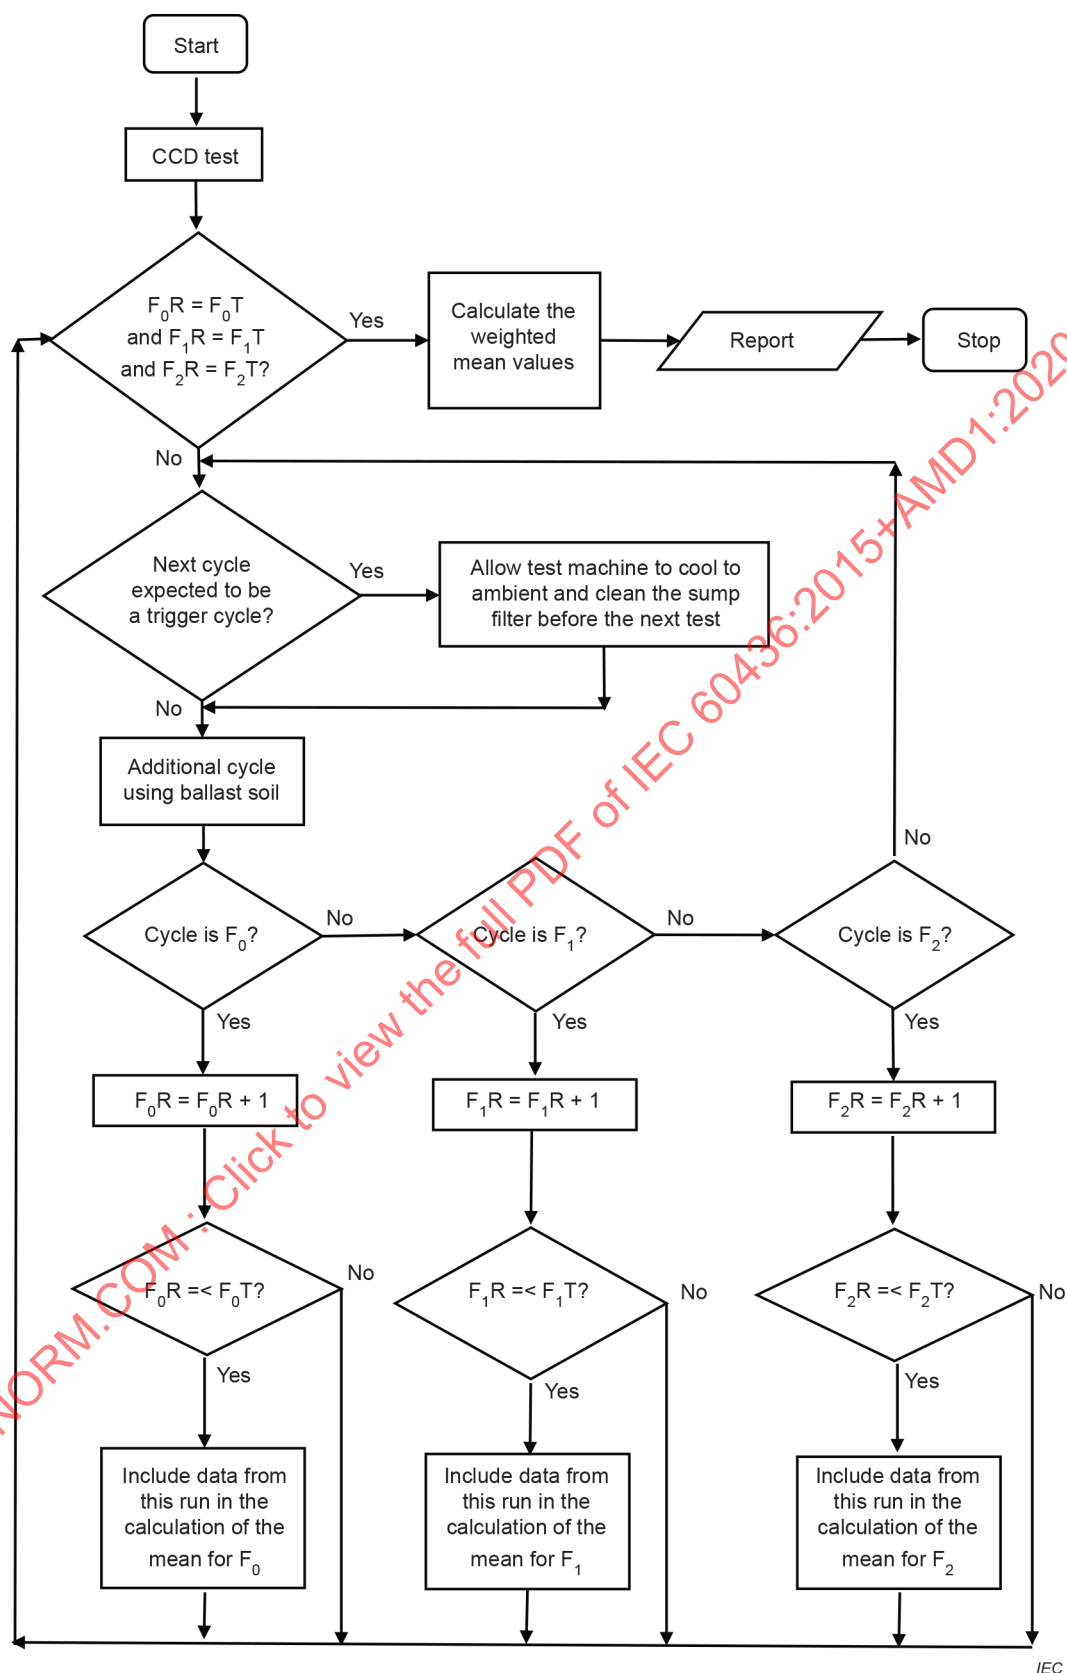 Start
CCD test
F₀R = F₀T
and F₁R = F₁T
and F₂R = F₂T?
Yes
Calculate the
weighted
mean values
Report
Stop
No
Next cycle
expected to be
a trigger cycle?
Yes
Allow test machine to cool to
ambient and clean the sump
filter before the next test
No
Additional cycle
using ballast soil
Cycle is F₀?
No
Cycle is F₁?
No
Cycle is F₂?
No
Yes
Yes
Yes
F₀R = F₀R + 1
F₁R = F₁R + 1
F₂R = F₂R + 1
F₀R =< F₀T?
No
F₁R =< F₁T?
No
F₂R =< F₂T?
No
Yes
Yes
Yes
Include data from
this run in the
calculation of the
mean for F₀
Include data from
this run in the
calculation of the
mean for F₁
Include data from
this run in the
calculation of the
mean for F₂
IEC
NORM.COM : Click to view the full PDF of IEC 60436:2015+AMD1:2020